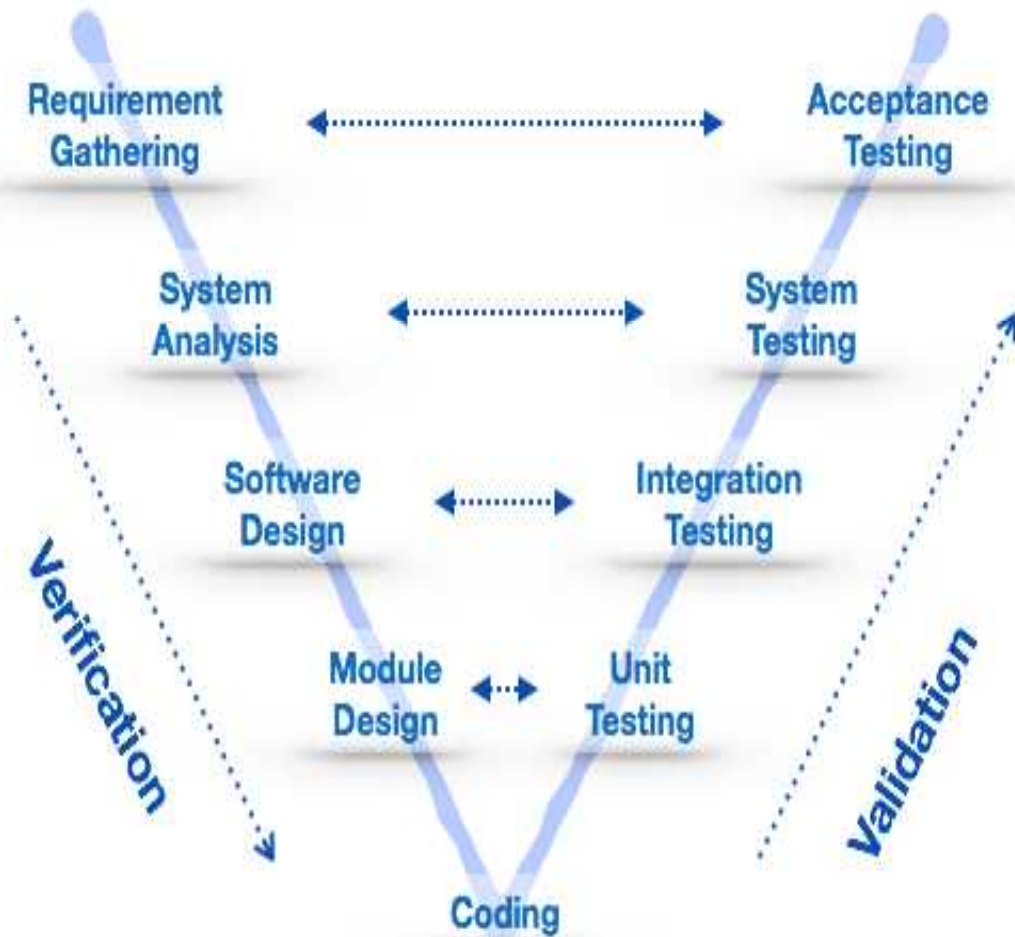 Requirement
Gathering
Acceptance
Testing
System
Analysis
System
Testing
Software
Design
Integration
Testing
Verification
Validation
Module
Design
Unit
Testing
Coding